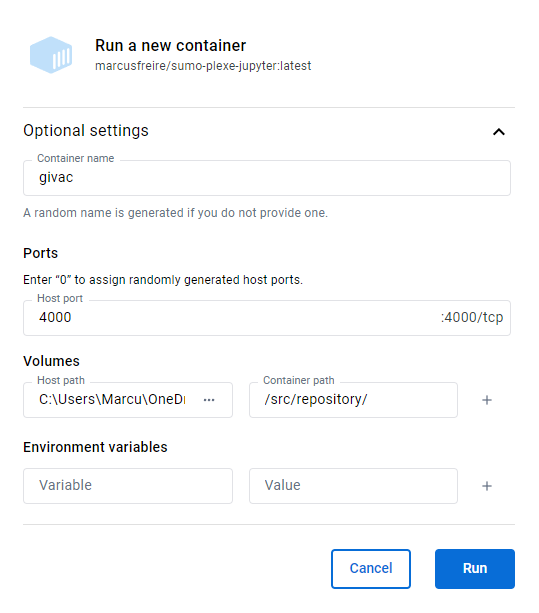 Run a new container
marcusfreire/sumo-plexe-jupyter:latest
Optional settings
Container name
givac
A random name is generated if you do not provide one.
Ports
Enter “0” to assign randomly generated host ports.
Host port
4000 :4000/tcp
Volumes
Host path Container path
C:\Users\Marcu\OneD ··· /src/repository/ +
Environment variables
Variable Value +
Cancel Run